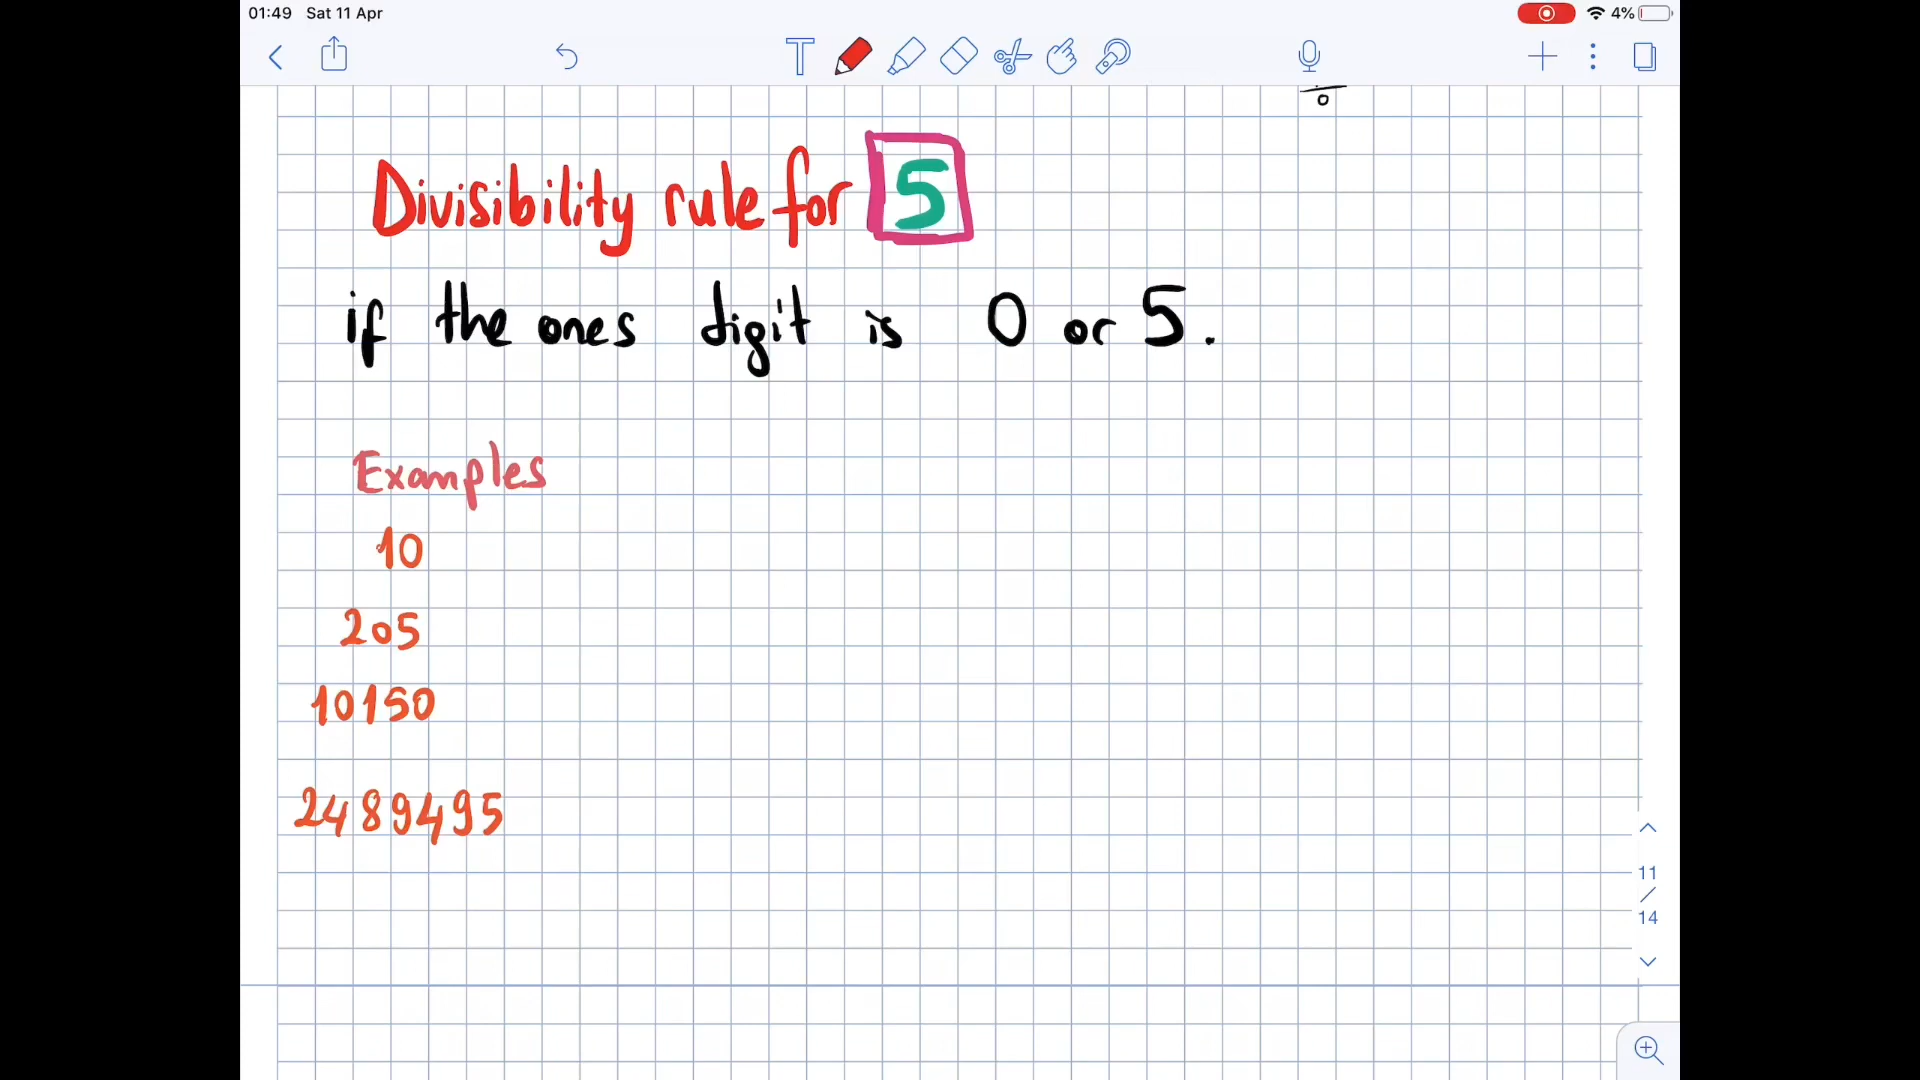 01:49 Sat 11 Apr 4%
T
0
Divisibility rule for 5
if the ones digit is 0 or 5.
Examples
10
205
10150
2489495
11
/
14